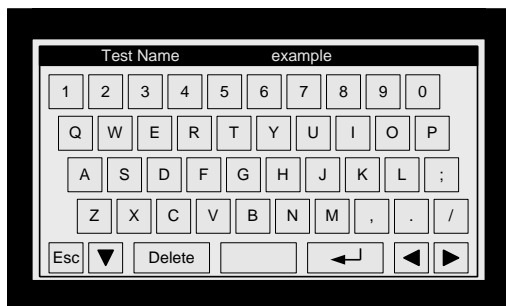 Test Name example
1 2 3 4 5 6 7 8 9 0
Q W E R T Y U I O P
A S D F G H J K L ;
Z X C V B N M , . /
Esc Delete